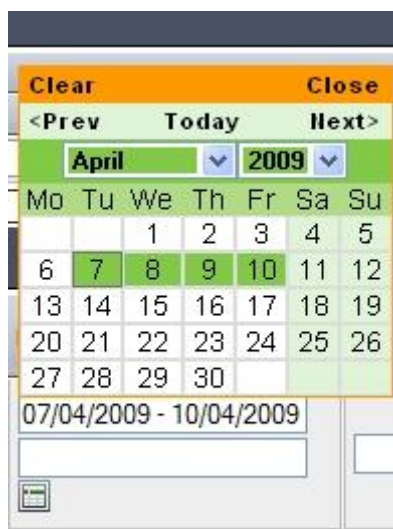 Clear Close
<Prev Today Next>
April 2009
Mo Tu We Th Fr Sa Su
1 2 3 4 5
6 7 8 9 10 11 12
13 14 15 16 17 18 19
20 21 22 23 24 25 26
27 28 29 30
07/04/2009 - 10/04/2009